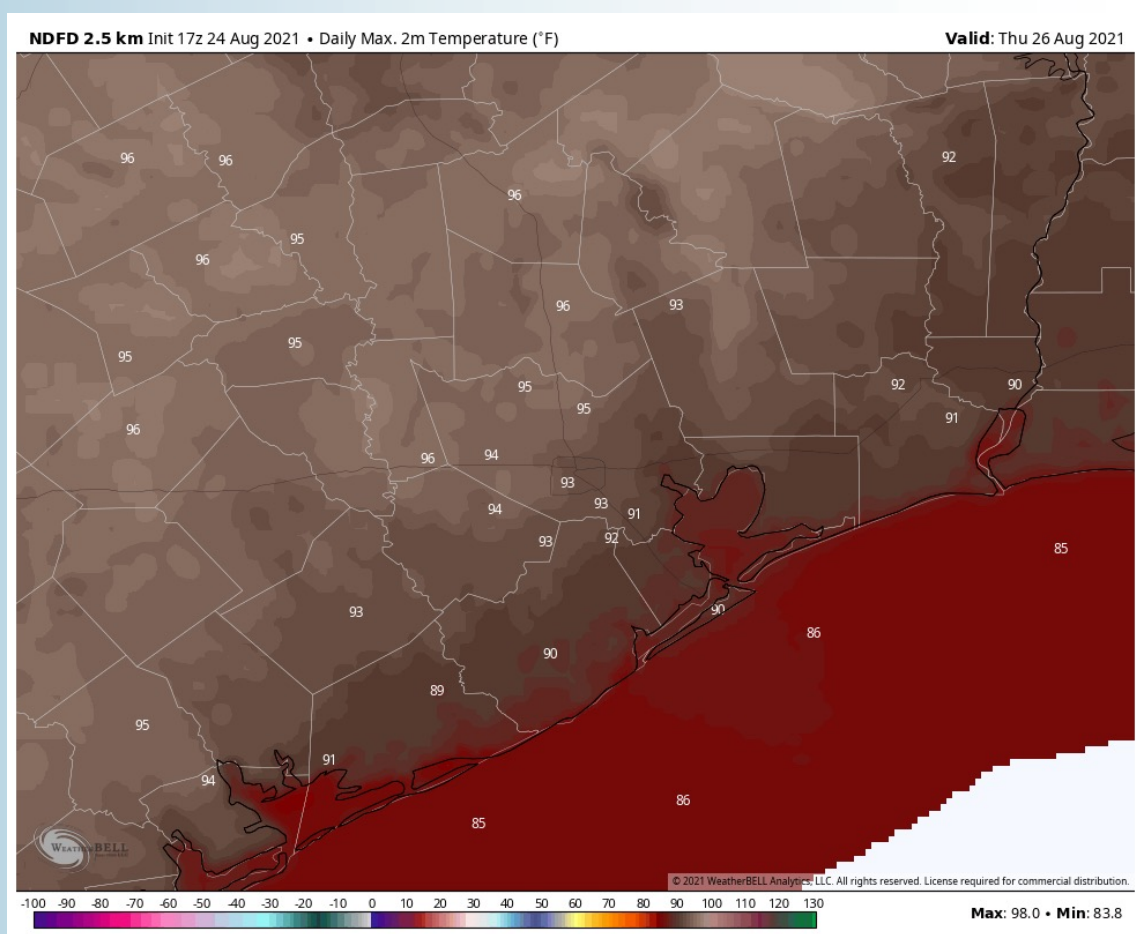 NDFD 2.5 km Init 17z 24 Aug 2021 • Daily Max. 2m Temperature (°F) Valid: Thu 26 Aug 2021
96 96 92
96
95
96
96 93
95
95
95 92 90
95 91
96
96 94
93
94 93 91
93 92
85
93 90
86
90
89
95
91
94
86
85
WEATHERBELL
© 2021 WeatherBELL Analytics, LLC. All rights reserved. License required for commercial distribution.
-100 -90 -80 -70 -60 -50 -40 -30 -20 -10 0 10 20 30 40 50 60 70 80 90 100 110 120 130
Max: 98.0 • Min: 83.8